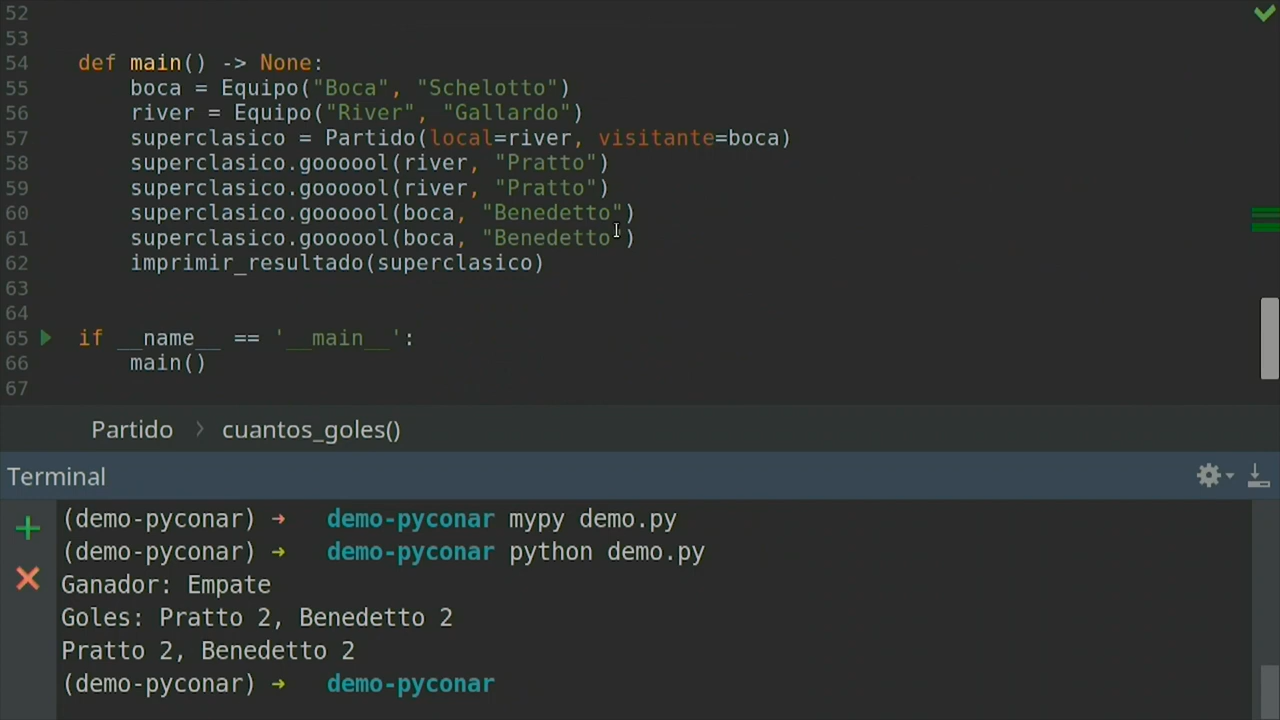 52
53
54 def main() -> None:
55 boca = Equipo("Boca", "Schelotto")
56 river = Equipo("River", "Gallardo")
57 superclasico = Partido(local=river, visitante=boca)
58 superclasico.goooool(river, "Pratto")
59 superclasico.goooool(river, "Pratto")
60 superclasico.goooool(boca, "Benedetto")
61 superclasico.goooool(boca, "Benedetto")
62 imprimir_resultado(superclasico)
63
64
65 if __name__ == '__main__':
66 main()
67
Partido > cuantos_goles()
Terminal
(demo-pyconar) → demo-pyconar mypy demo.py
(demo-pyconar) → demo-pyconar python demo.py
Ganador: Empate
Goles: Pratto 2, Benedetto 2
Pratto 2, Benedetto 2
(demo-pyconar) → demo-pyconar